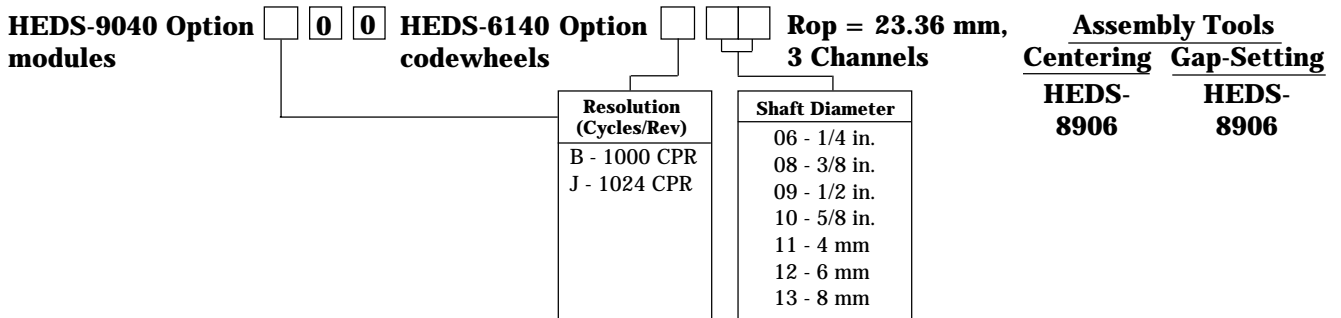 HEDS-9040 Option 0 0 HEDS-6140 Option Rop = 23.36 mm, Assembly Tools
modules codewheels 3 Channels Centering Gap-Setting
HEDS- HEDS-
8906 8906
Resolution
(Cycles/Rev)
B - 1000 CPR
J - 1024 CPR
Shaft Diameter
06 - 1/4 in.
08 - 3/8 in.
09 - 1/2 in.
10 - 5/8 in.
11 - 4 mm
12 - 6 mm
13 - 8 mm